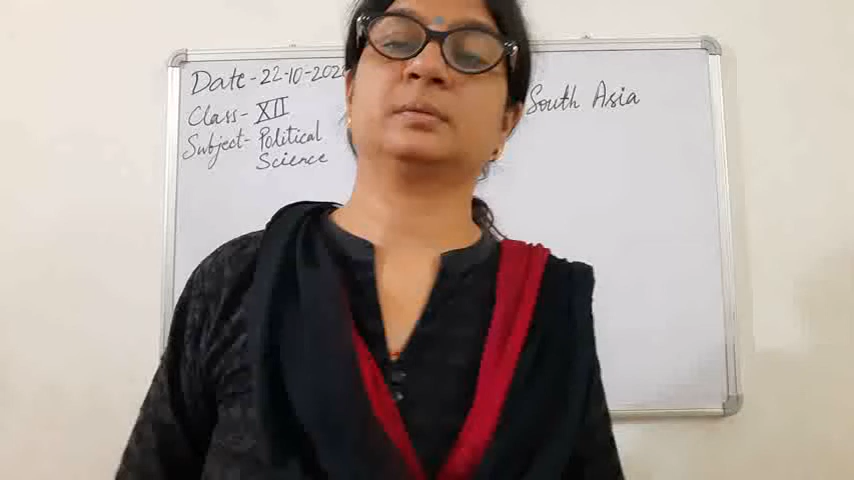 Date-22-10-202
Class-XII
Subject-Political
Science
South Asia